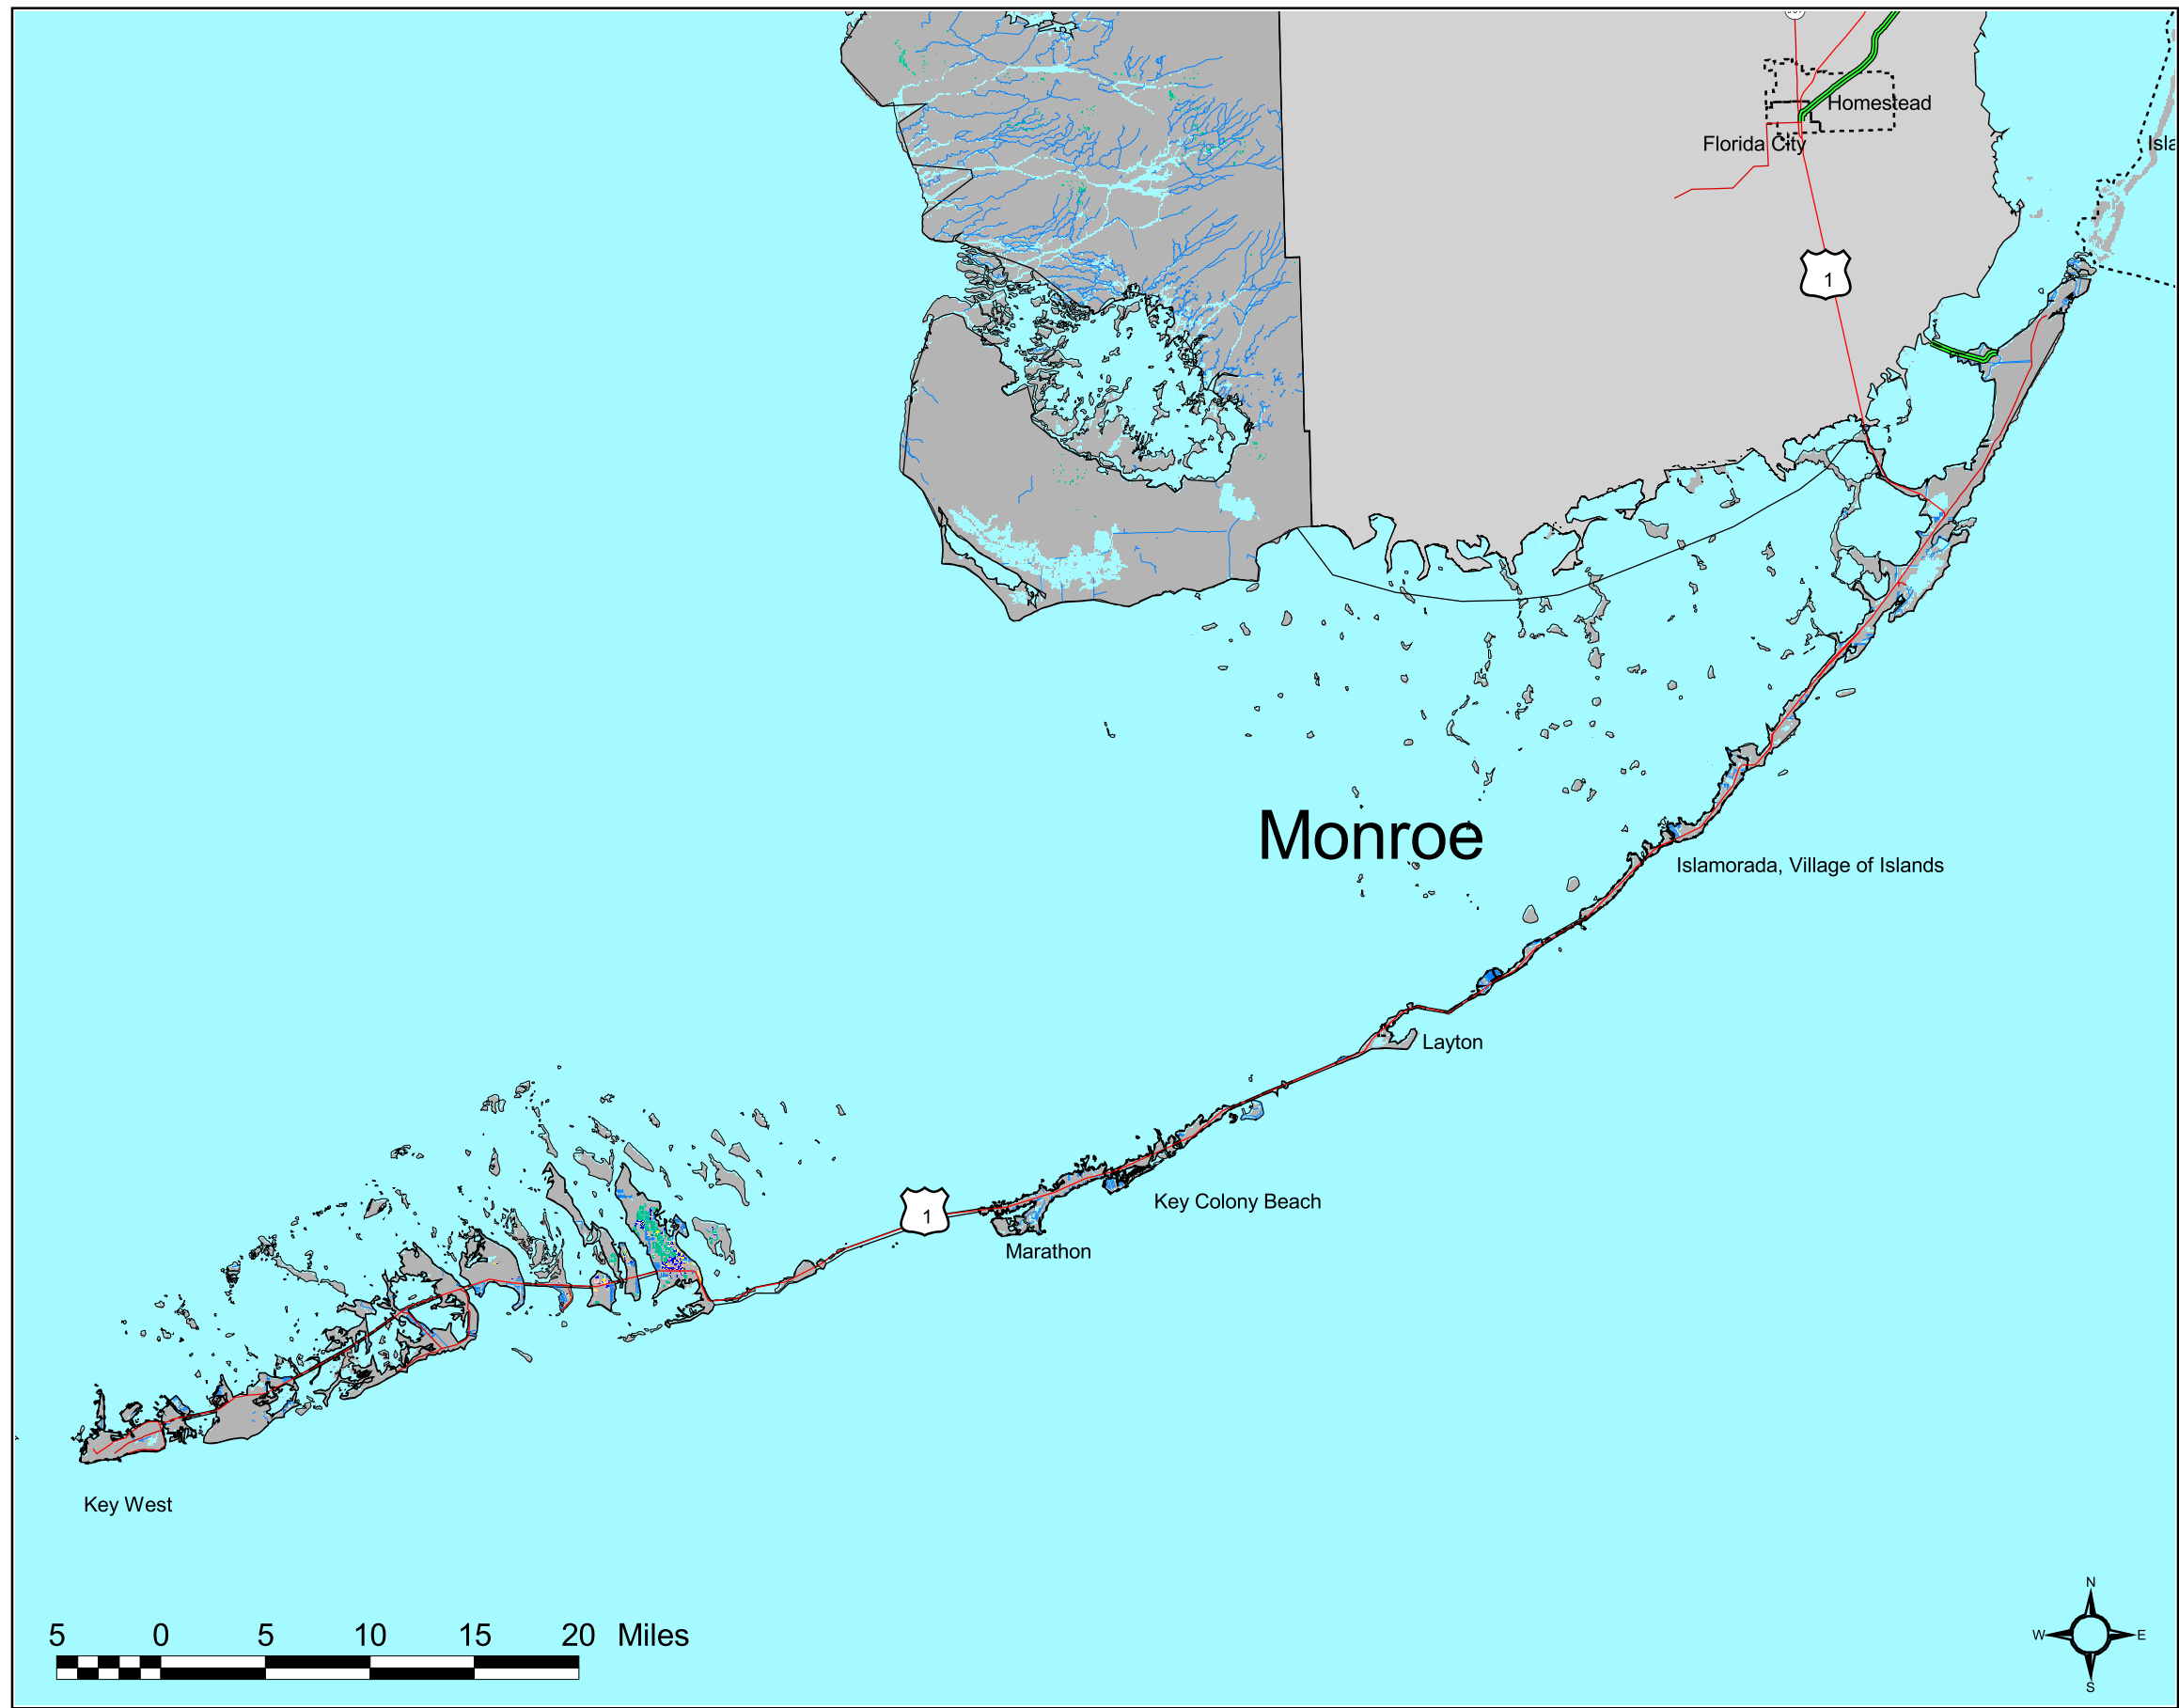 Homestead
Florida City
Isla
1
Monroe
Islamorada, Village of Islands
Layton
Key Colony Beach
1
Marathon
Key West
5 0 5 10 15 20 Miles
N
W E
S